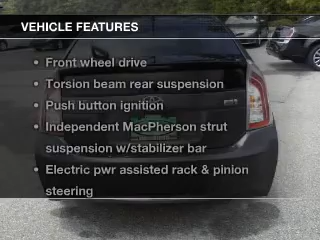 VEHICLE FEATURES
• Front wheel drive
• Torsion beam rear suspension
• Push button ignition
• Independent MacPherson strut
suspension w/stabilizer bar
• Electric pwr assisted rack & pinion
steering